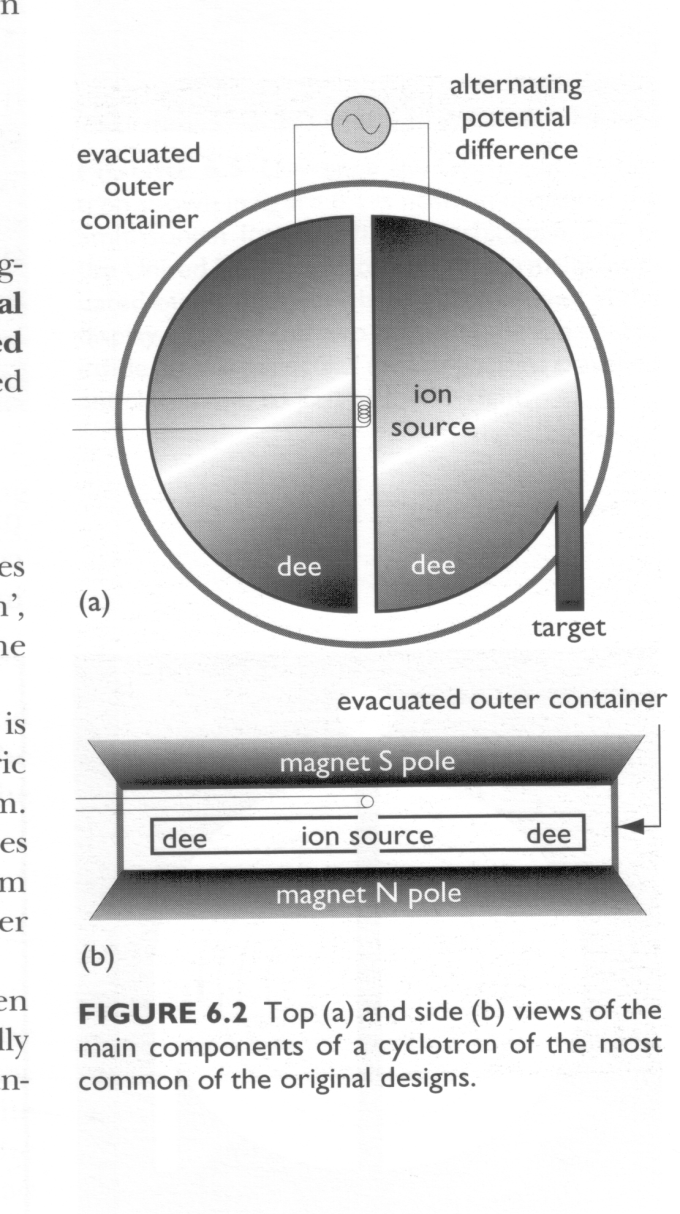 n
alternating
potential
difference
evacuated
outer
container
g-
al
ed
ed
ion
source
es
n’,
ne
dee
dee
(a)
target
evacuated outer container
is
ric
m.
es
m
er
magnet S pole
dee
ion source
dee
magnet N pole
(b)
en
lly
n-
FIGURE 6.2 Top (a) and side (b) views of the
main components of a cyclotron of the most
common of the original designs.